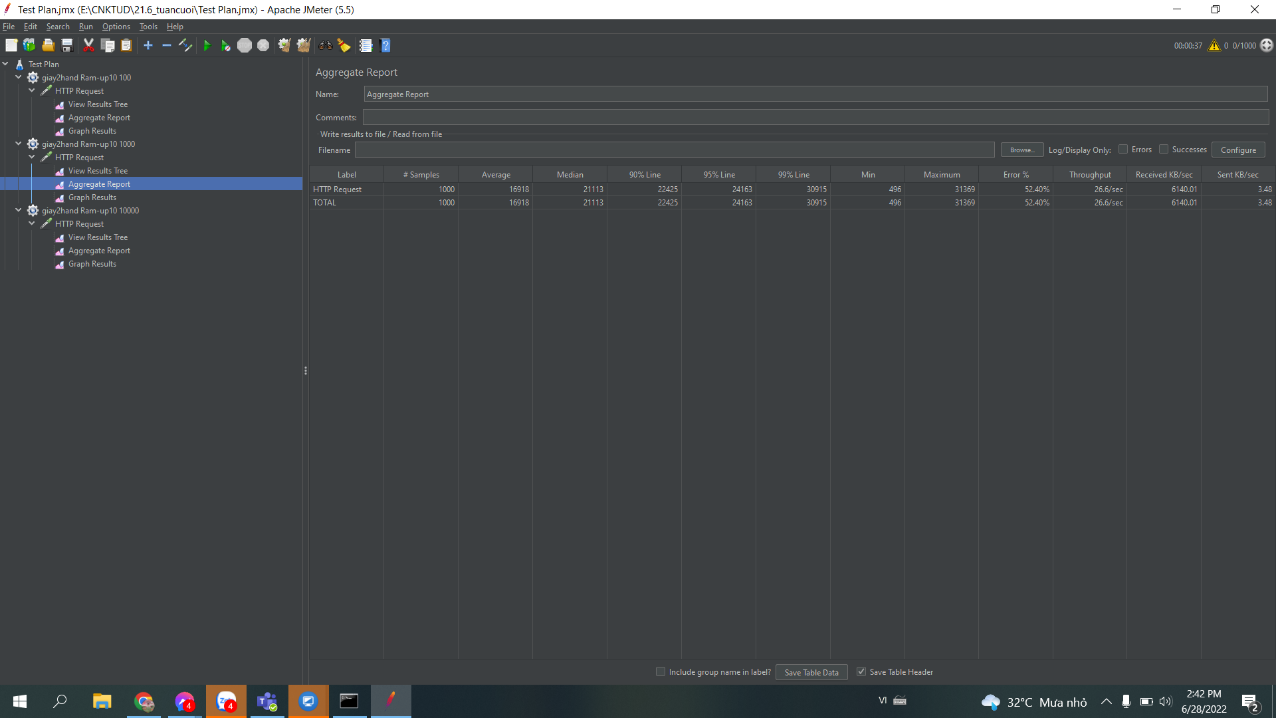 Test Plan.jmx (E:\CNKTUD\21.6_tuancuoi\Test Plan.jmx) - Apache JMeter (5.5)
File Edit Search Run Options Tools Help
00:00:37 0 0/1000
Test Plan
giay2hand Ram-up10 100
HTTP Request
View Results Tree
Aggregate Report
Graph Results
giay2hand Ram-up10 1000
HTTP Request
View Results Tree
Aggregate Report
Graph Results
giay2hand Ram-up10 10000
HTTP Request
View Results Tree
Aggregate Report
Graph Results
Aggregate Report
Name: Aggregate Report
Comments:
Write results to file / Read from file
Filename Browse... Log/Display Only: Errors Successes Configure
Label # Samples Average Median 90% Line 95% Line 99% Line Min Maximum Error % Throughput Received KB/sec Sent KB/sec
HTTP Request 1000 16918 21113 22425 24163 30915 496 31369 52.40% 26.6/sec 6140.01 3.48
TOTAL 1000 16918 21113 22425 24163 30915 496 31369 52.40% 26.6/sec 6140.01 3.48
Include group name in label? Save Table Data Save Table Header
4 4 VI 32°C Mưa nhỏ 2:42 PM
6/28/2022 2